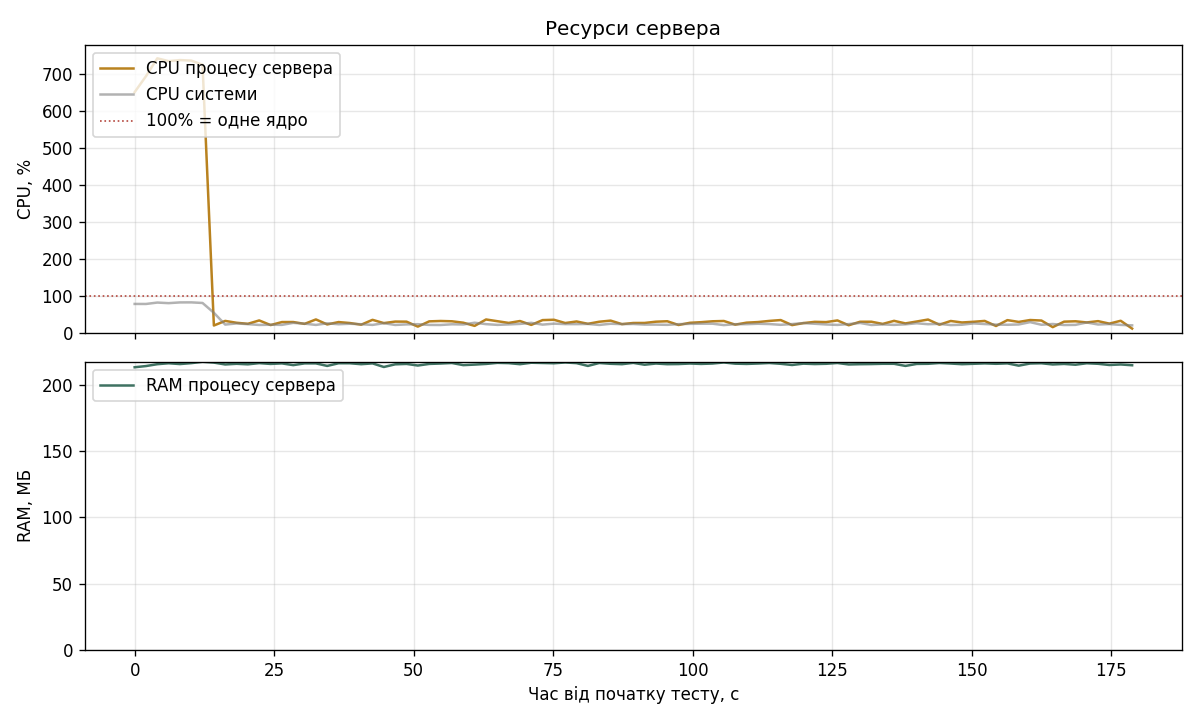 Ресурси сервера
CPU, %
700
600
500
400
300
200
100
0
CPU процесу сервера
CPU системи
100% = одне ядро
RAM, МБ
200
150
100
50
0
RAM процесу сервера
0 25 50 75 100 125 150 175
Час від початку тесту, с